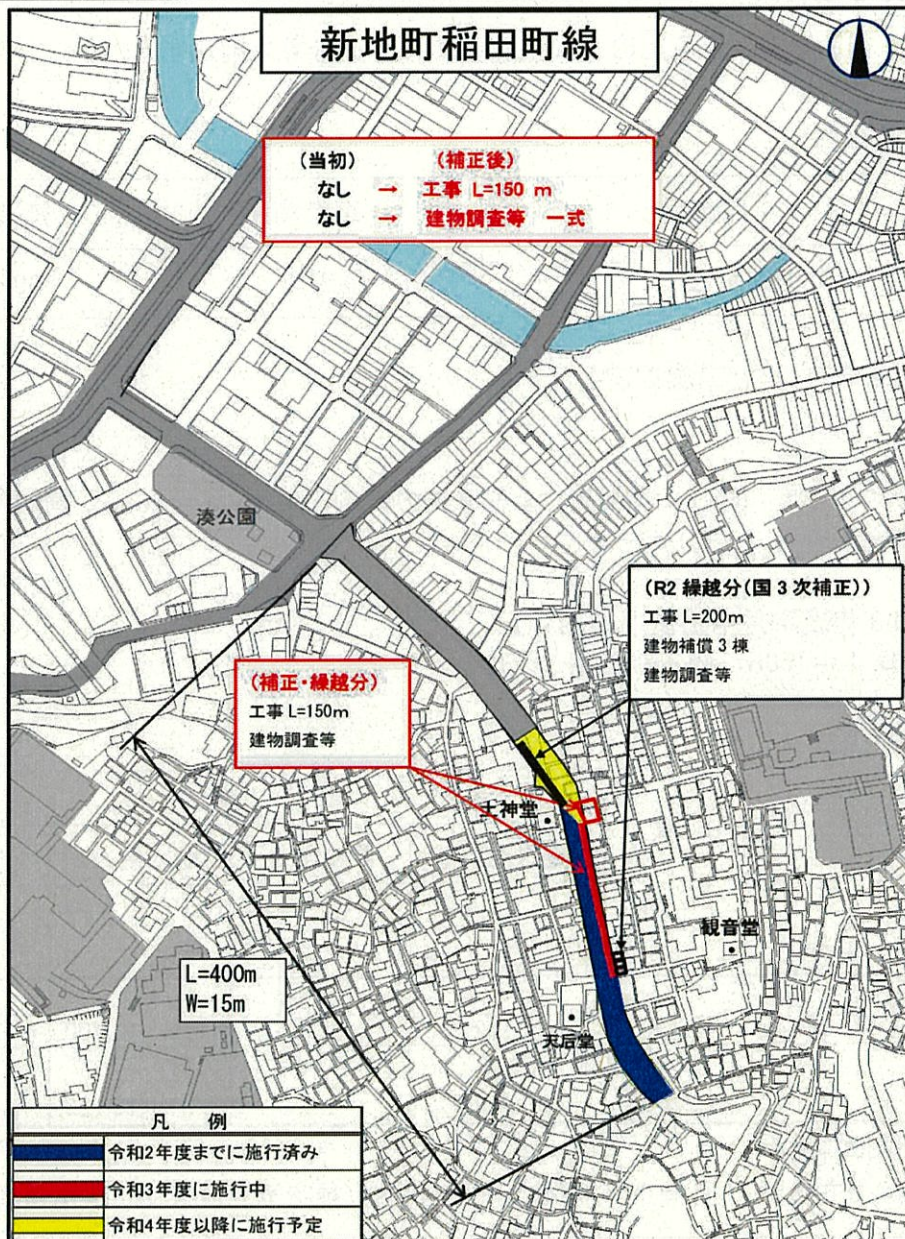 新地町稲田町線
(当初) (補正後)
なし → 工事 L=150 m
なし → 建物調査等 一式
湊公園
(R2 繰越分(国3次補正))
工事 L=200m
建物補償 3 棟
建物調査等
(補正・繰越分)
工事 L=150m
建物調査等
土神堂
観音堂
L=400m
W=15m
天后堂
凡 例
令和2年度までに施行済み
令和3年度に施行中
令和4年度以降に施行予定